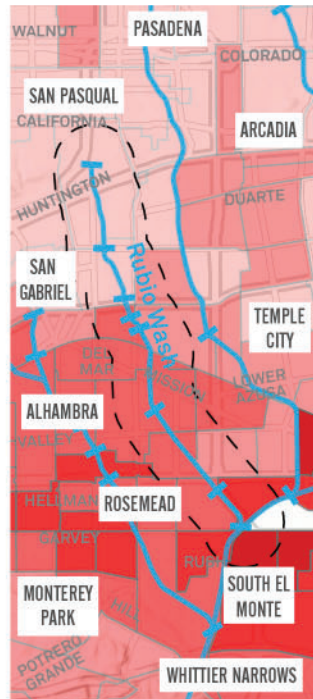 WALNUT
PASADENA
COLORADO
SAN PASQUAL
CALIFORNIA
ARCADIA
HUNTINGTON
DUARTE
Rubio Wash
SAN
GABRIEL
TEMPLE
CITY
DEL
MAR
MISSION
LOWER
AZUSA
ALHAMBRA
VALLEY
HELLMAN
ROSEMEAD
GARVEY
RUSH
SOUTH EL
MONTE
MONTEREY
PARK
HILL
POTRERO
GRANDE
WHITTIER NARROWS